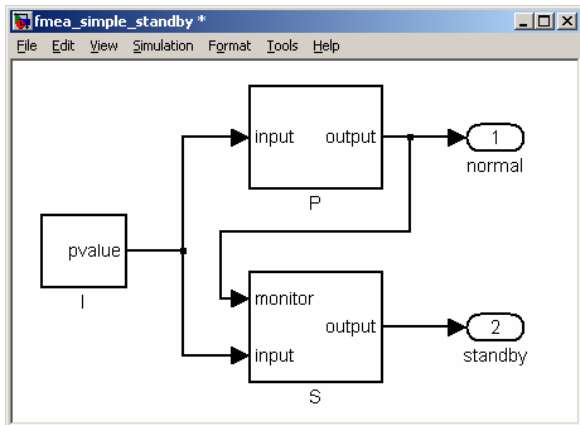 fmea_simple_standby *
File Edit View Simulation Format Tools Help
input output
1
normal
P
pvalue
I
monitor
output
input
2
standby
S